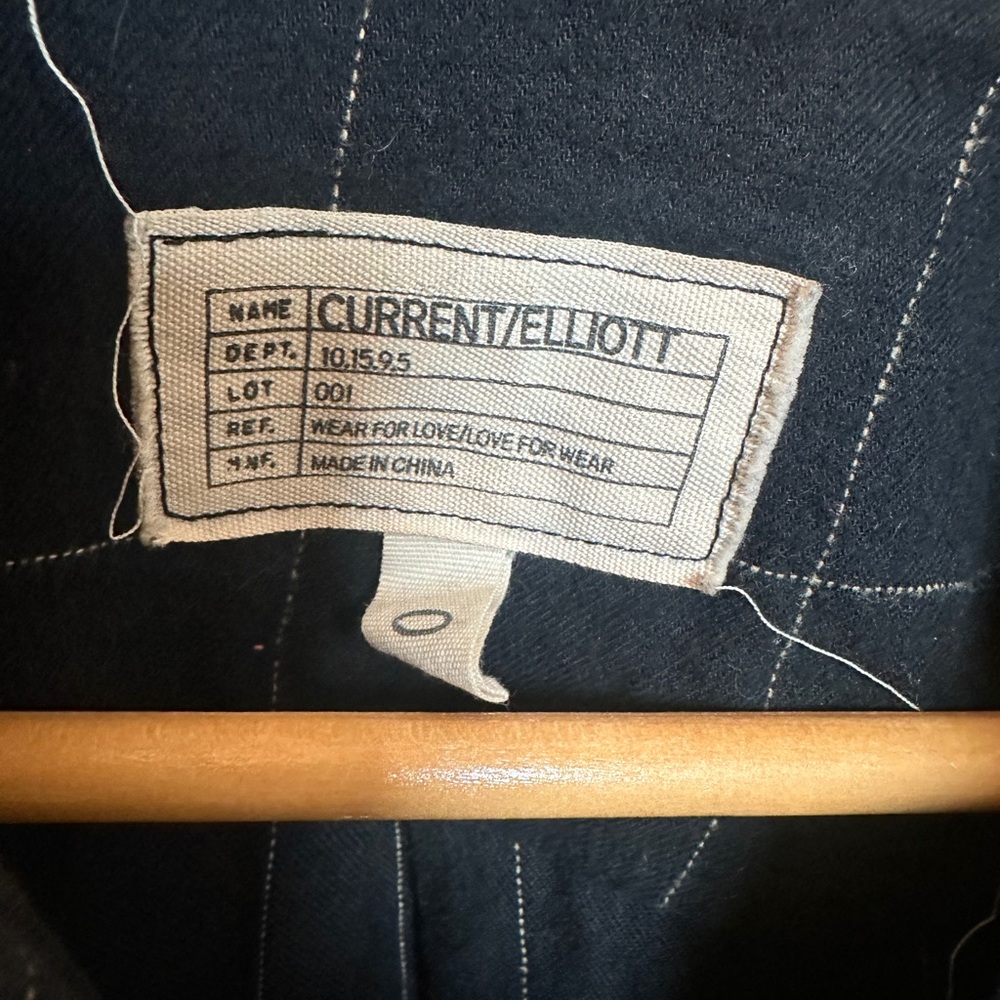 NAME CURRENT/ELLIOTT
DEPT. 10.15.9.5
LOT 001
REF. WEAR FOR LOVE/LOVE FOR WEAR
MNF. MADE IN CHINA
0